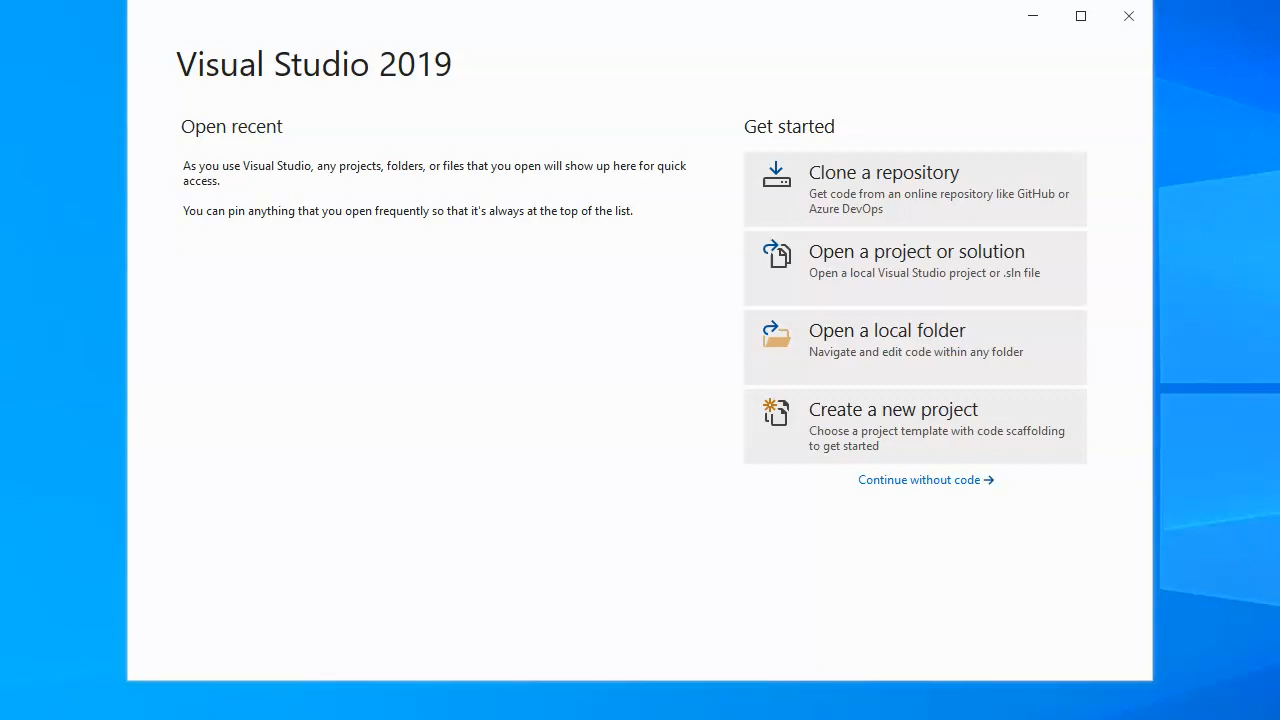 Visual Studio 2019
Open recent
As you use Visual Studio, any projects, folders, or files that you open will show up here for quick
access.
You can pin anything that you open frequently so that it's always at the top of the list.
Get started
Clone a repository
Get code from an online repository like GitHub or
Azure DevOps
Open a project or solution
Open a local Visual Studio project or .sln file
Open a local folder
Navigate and edit code within any folder
Create a new project
Choose a project template with code scaffolding
to get started
Continue without code →